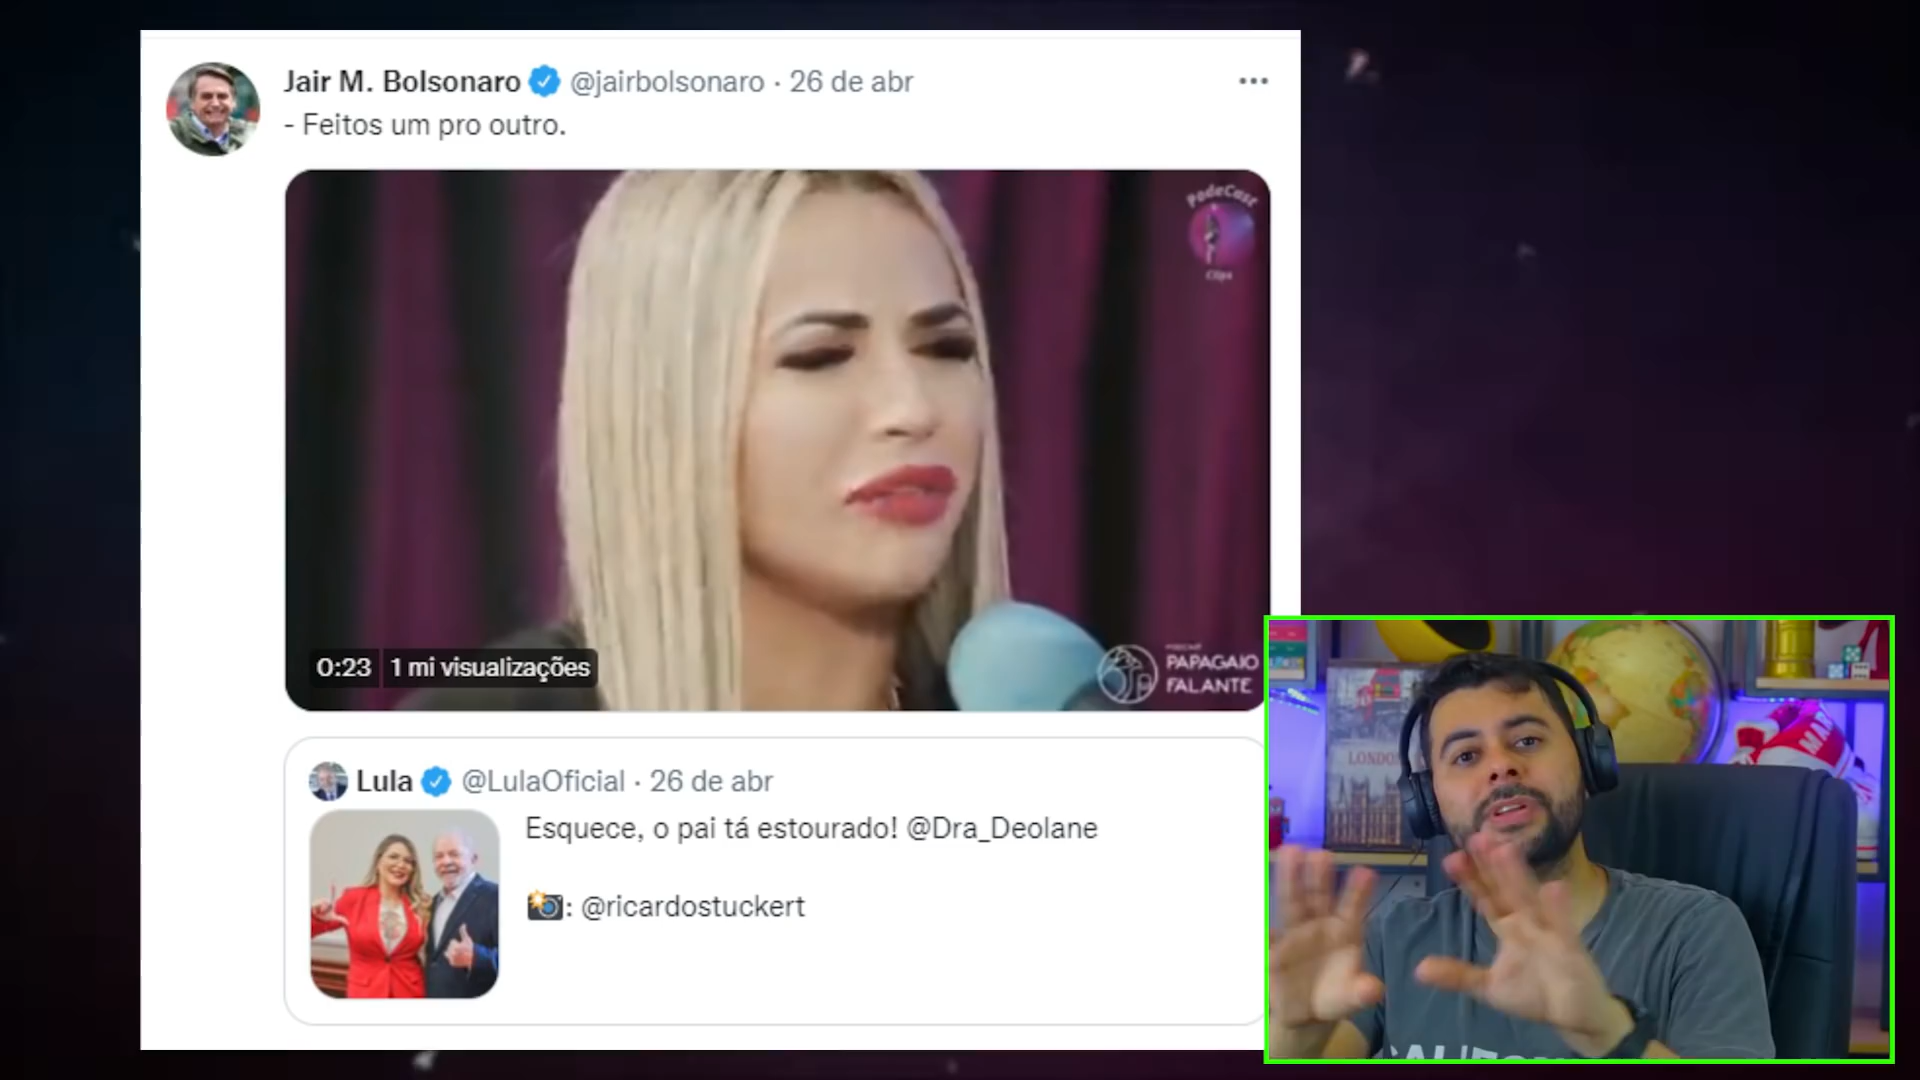 Jair M. Bolsonaro @jairbolsonaro · 26 de abr
- Feitos um pro outro.
PodeCast
Clips
0:23 1 mi visualizações
PODCAST
PAPAGAIO
FALANTE
Lula @LulaOficial · 26 de abr
Esquece, o pai tá estourado! @Dra_Deolane
: @ricardostuckert
LONDON